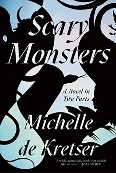 Scary
Monsters
A Novel in
Two Parts
Michelle
de Kretser